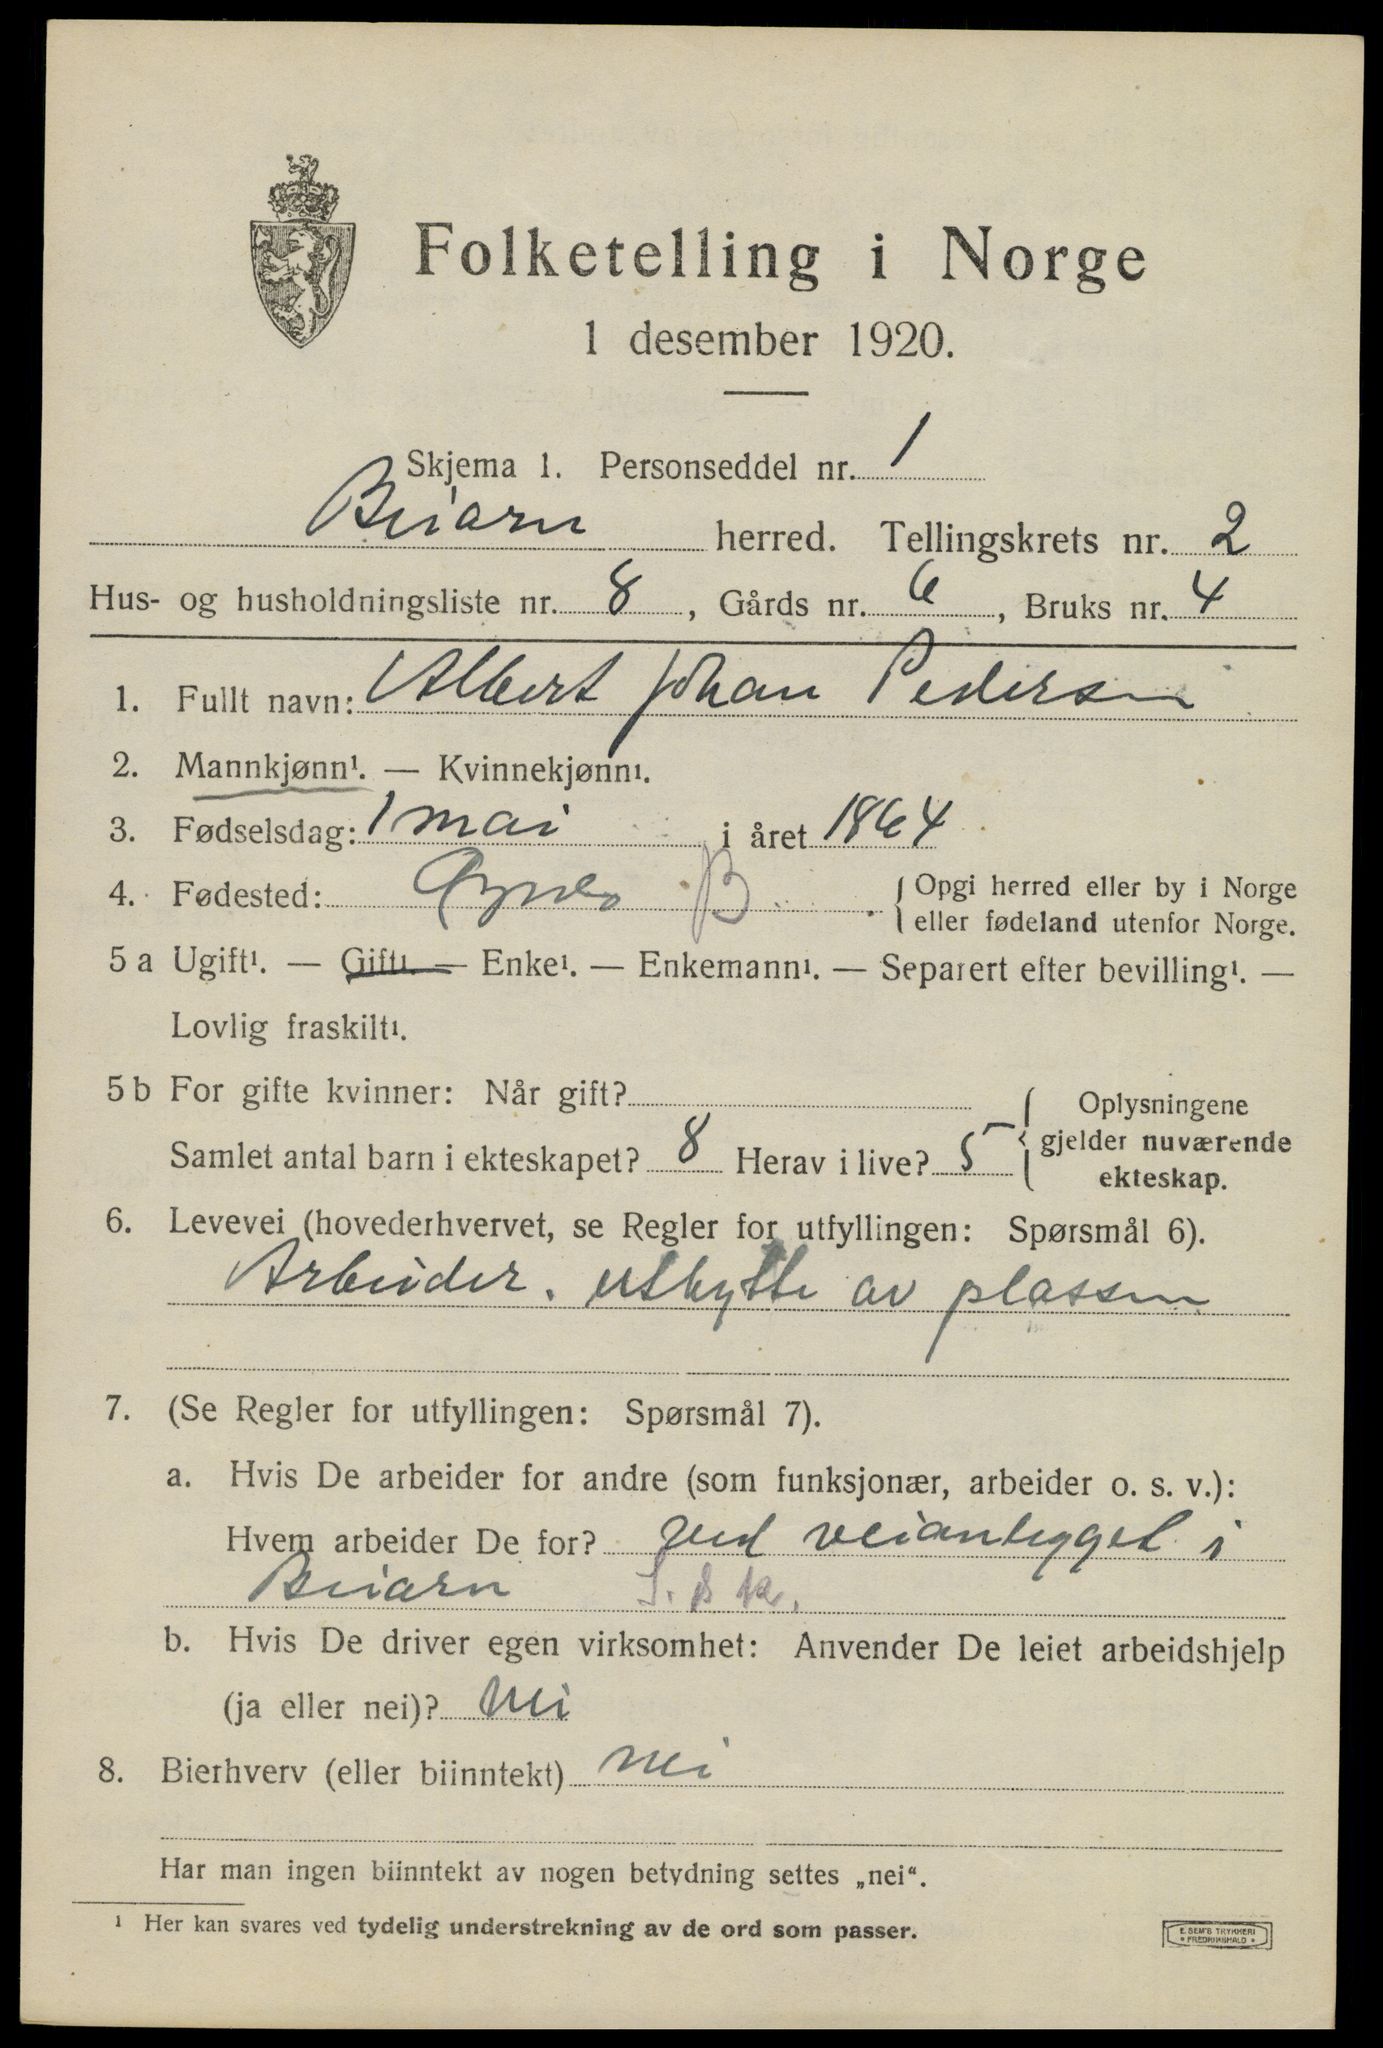 Folketelling i Norge
1 desember 1920.
Skjema 1. Personseddel nr. 1
Beiarn herred. Tellingskrets nr. 2
Hus- og husholdningsliste nr. 8, Gårds nr. 6, Bruks nr. 4
1. Fullt navn: Albert Johan Pedersen
2. Mannkjønn¹. — Kvinnekjønn¹.
3. Fødselsdag: 1 mai i året 1864
4. Fødested: B { Opgi herred eller by i Norge
eller fødeland utenfor Norge.
5 a Ugift¹. — Gift¹. — Enke¹. — Enkemann¹. — Separert efter bevilling¹. —
Lovlig fraskilt¹.
5 b For gifte kvinner: Når gift?
Samlet antal barn i ekteskapet? 8 Herav i live? 5
{ Oplysningene
gjelder nuværende
ekteskap.
6. Levevei (hovederhvervet, se Regler for utfyllingen: Spørsmål 6).
Arbeider. utbytte av plassen
7. (Se Regler for utfyllingen: Spørsmål 7).
a. Hvis De arbeider for andre (som funksjonær, arbeider o. s. v.):
Hvem arbeider De for? ved veianlegget i
Beiarn
b. Hvis De driver egen virksomhet: Anvender De leiet arbeidshjelp
(ja eller nei)? nei
8. Bierhverv (eller biinntekt) nei
Har man ingen biinntekt av nogen betydning settes „nei“.
¹ Her kan svares ved tydelig understrekning av de ord som passer.
E. SEM'S TRYKKERI
• FREDRIKSHALD •